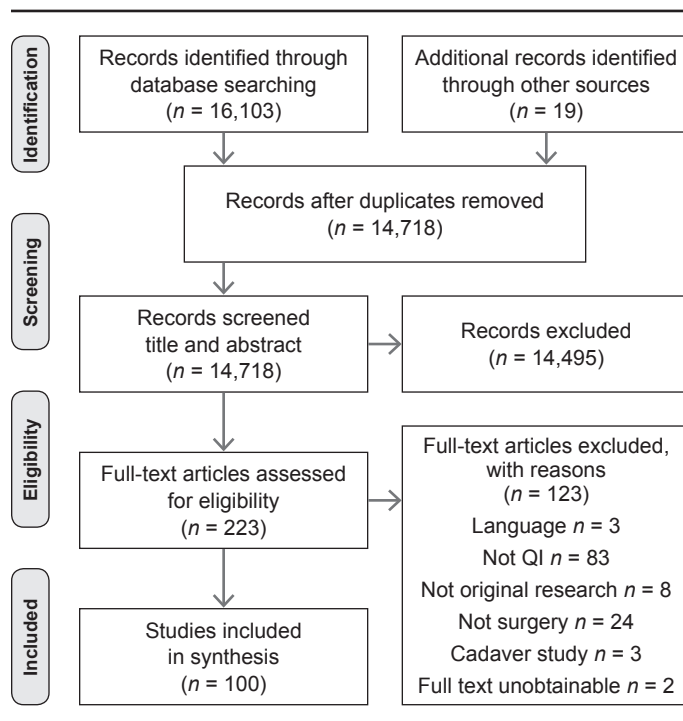 Identification
Records identified through
database searching
(n = 16,103)
Additional records identified
through other sources
(n = 19)
Records after duplicates removed
(n = 14,718)
Screening
Records screened
title and abstract
(n = 14,718)
Records excluded
(n = 14,495)
Eligibility
Full-text articles assessed
for eligibility
(n = 223)
Full-text articles excluded,
with reasons
(n = 123)
Language n = 3
Not QI n = 83
Not original research n = 8
Not surgery n = 24
Cadaver study n = 3
Full text unobtainable n = 2
Included
Studies included
in synthesis
(n = 100)